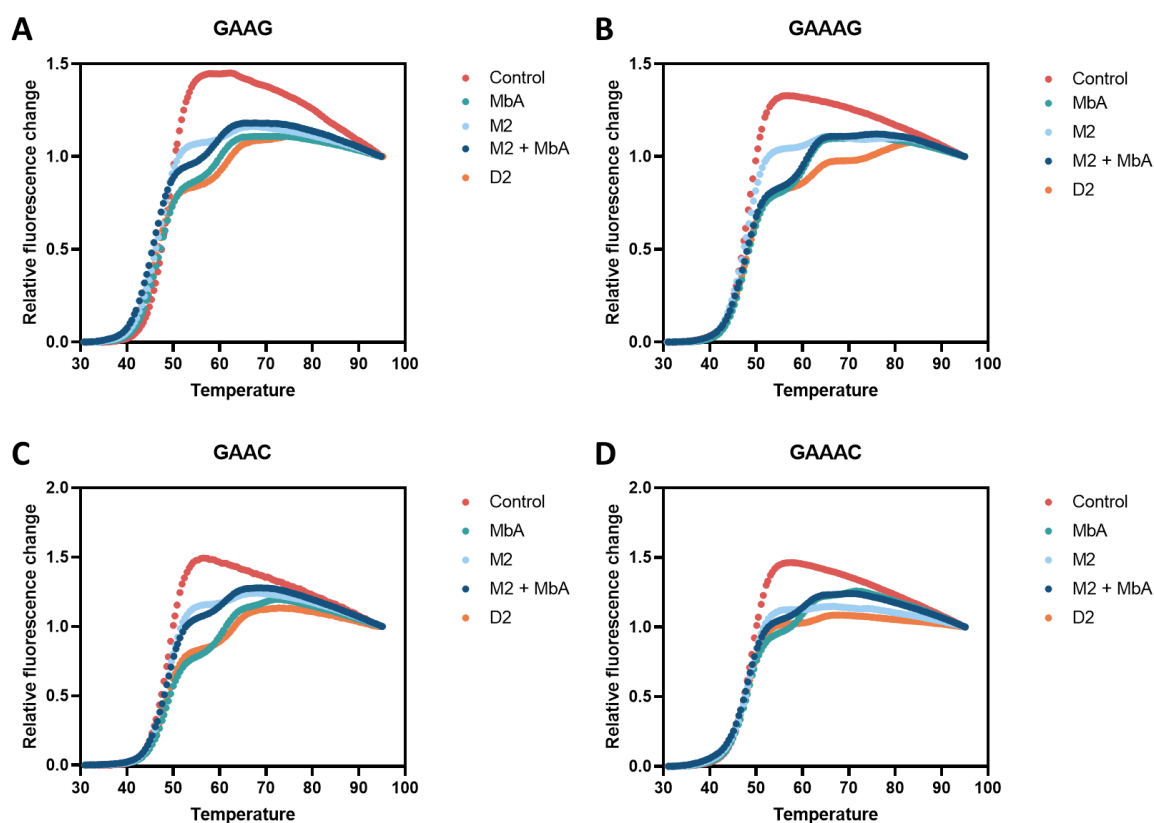 A
GAAG
Relative fluorescence change
1.5
1.0
0.5
0.0
30 40 50 60 70 80 90 100
Temperature
Control
MbA
M2
M2 + MbA
D2
B
GAAAG
Relative fluorescence change
1.5
1.0
0.5
0.0
30 40 50 60 70 80 90 100
Temperature
Control
MbA
M2
M2 + MbA
D2
C
GAAC
Relative fluorescence change
2.0
1.5
1.0
0.5
0.0
30 40 50 60 70 80 90 100
Temperature
Control
MbA
M2
M2 + MbA
D2
D
GAAAC
Relative fluorescence change
2.0
1.5
1.0
0.5
0.0
30 40 50 60 70 80 90 100
Temperature
Control
MbA
M2
M2 + MbA
D2